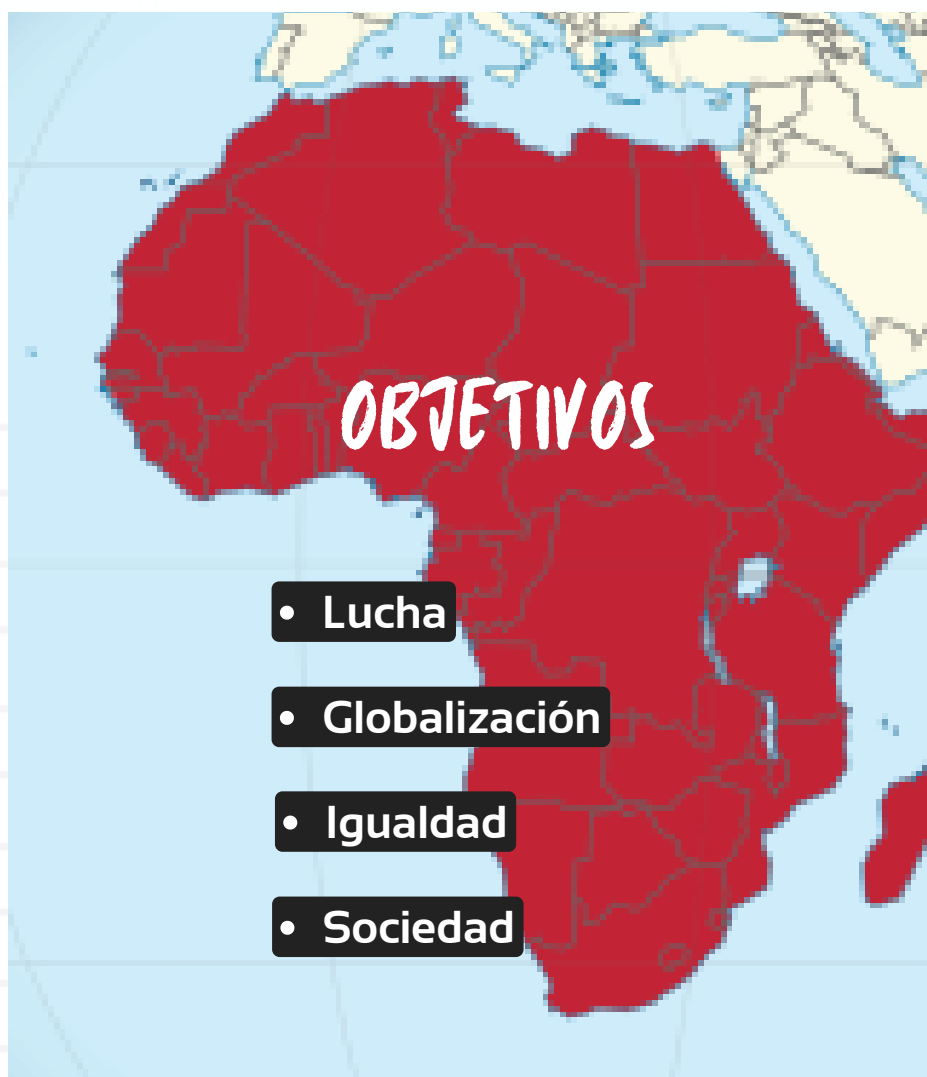 OBJETIVOS
• Lucha
• Globalización
• Igualdad
• Sociedad